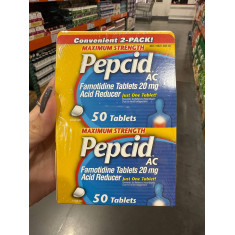 Convenient 2-PACK!
MAXIMUM STRENGTH
Pepcid
AC
Famotidine Tablets 20 mg
Acid Reducer Just One Tablet!
50 Tablets
MAXIMUM STRENGTH
Pepcid
AC
Famotidine Tablets 20 mg
Acid Reducer Just One Tablet!
50 Tablets